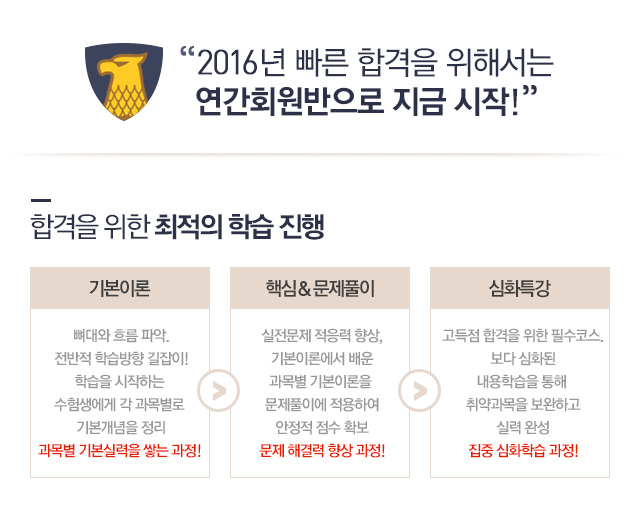 “2016년 빠른 합격을 위해서는
연간회원반으로 지금 시작!”
합격을 위한 최적의 학습 진행
기본이론
뼈대와 흐름 파악.
전반적 학습방향 길잡이!
학습을 시작하는
수험생에게 각 과목별로
기본개념을 정리
과목별 기본실력을 쌓는 과정!
핵심 & 문제풀이
실전문제 적응력 향상,
기본이론에서 배운
과목별 기본이론을
문제풀이에 적용하여
안정적 점수 확보
문제 해결력 향상 과정!
심화특강
고득점 합격을 위한 필수코스.
보다 심화된
내용학습을 통해
취약과목을 보완하고
실력 완성
집중 심화학습 과정!